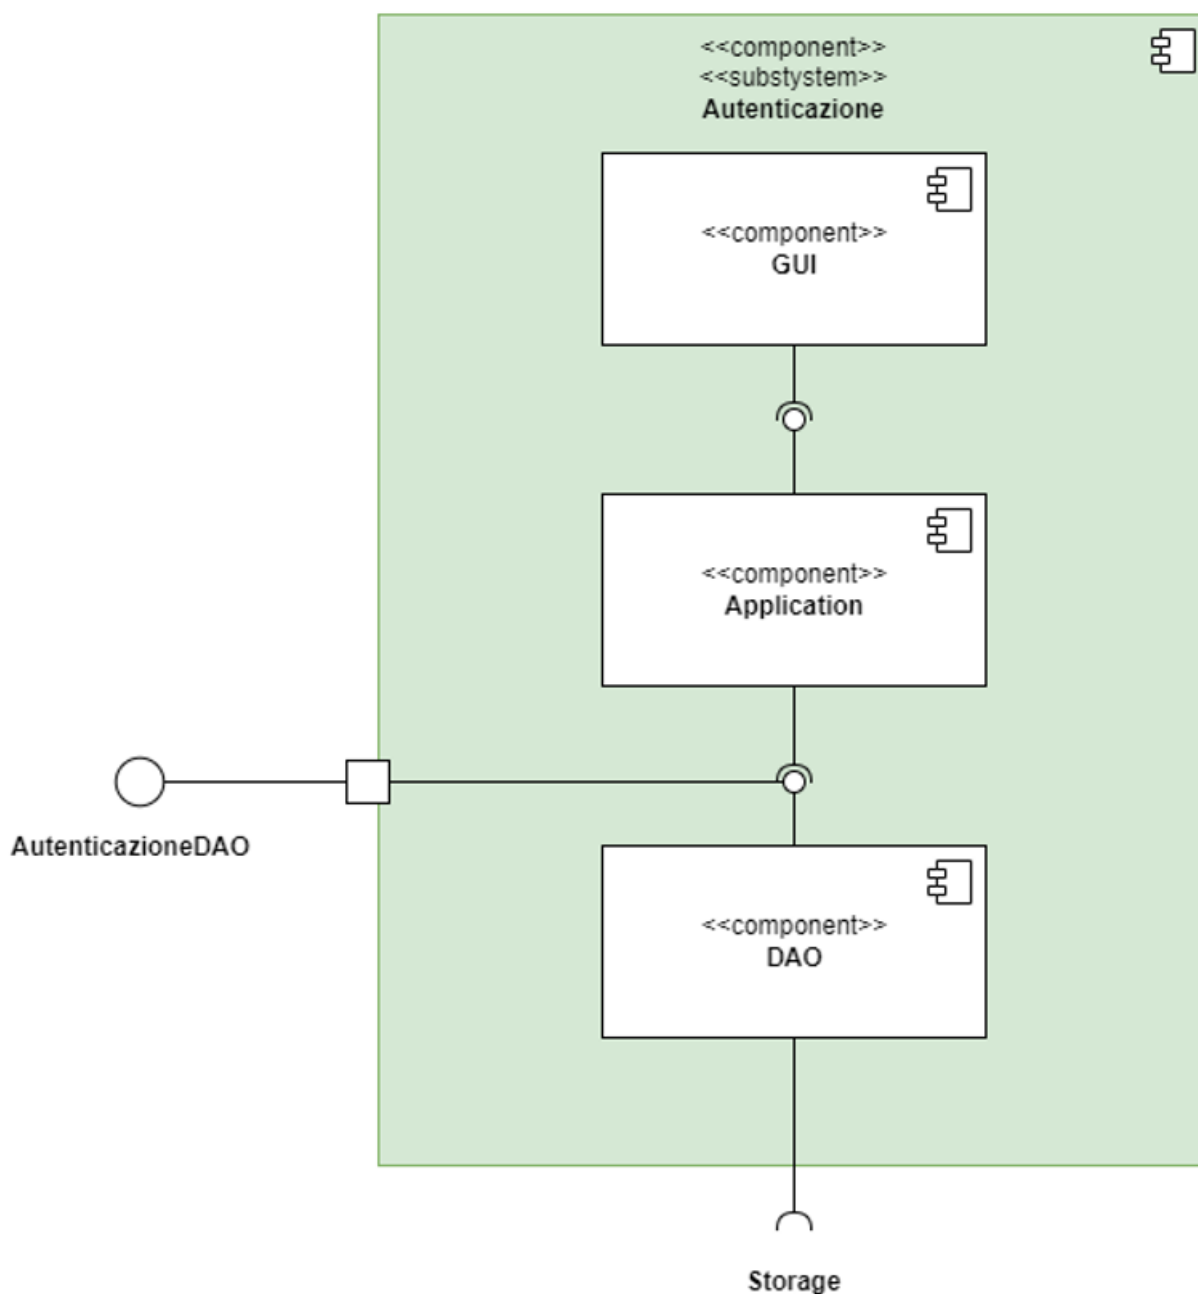 <<component>>
<<substystem>>
Autenticazione
<<component>>
GUI
<<component>>
Application
AutenticazioneDAO
<<component>>
DAO
Storage